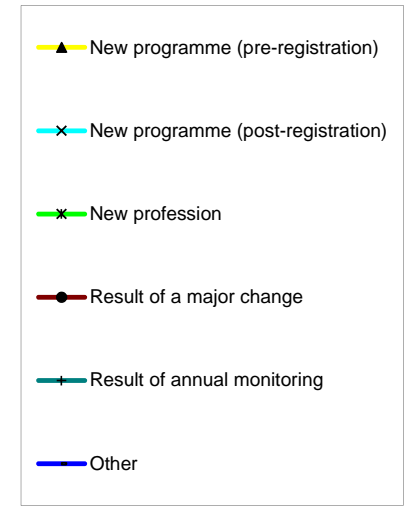 New programme (pre-registration)
New programme (post-registration)
New profession
Result of a major change
Result of annual monitoring
Other